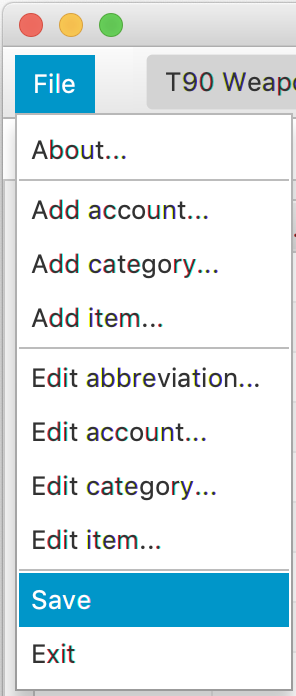 File
T90 Weapo
About...
Add account...
Add category...
Add item...
Edit abbreviation...
Edit account...
Edit category...
Edit item...
Save
Exit